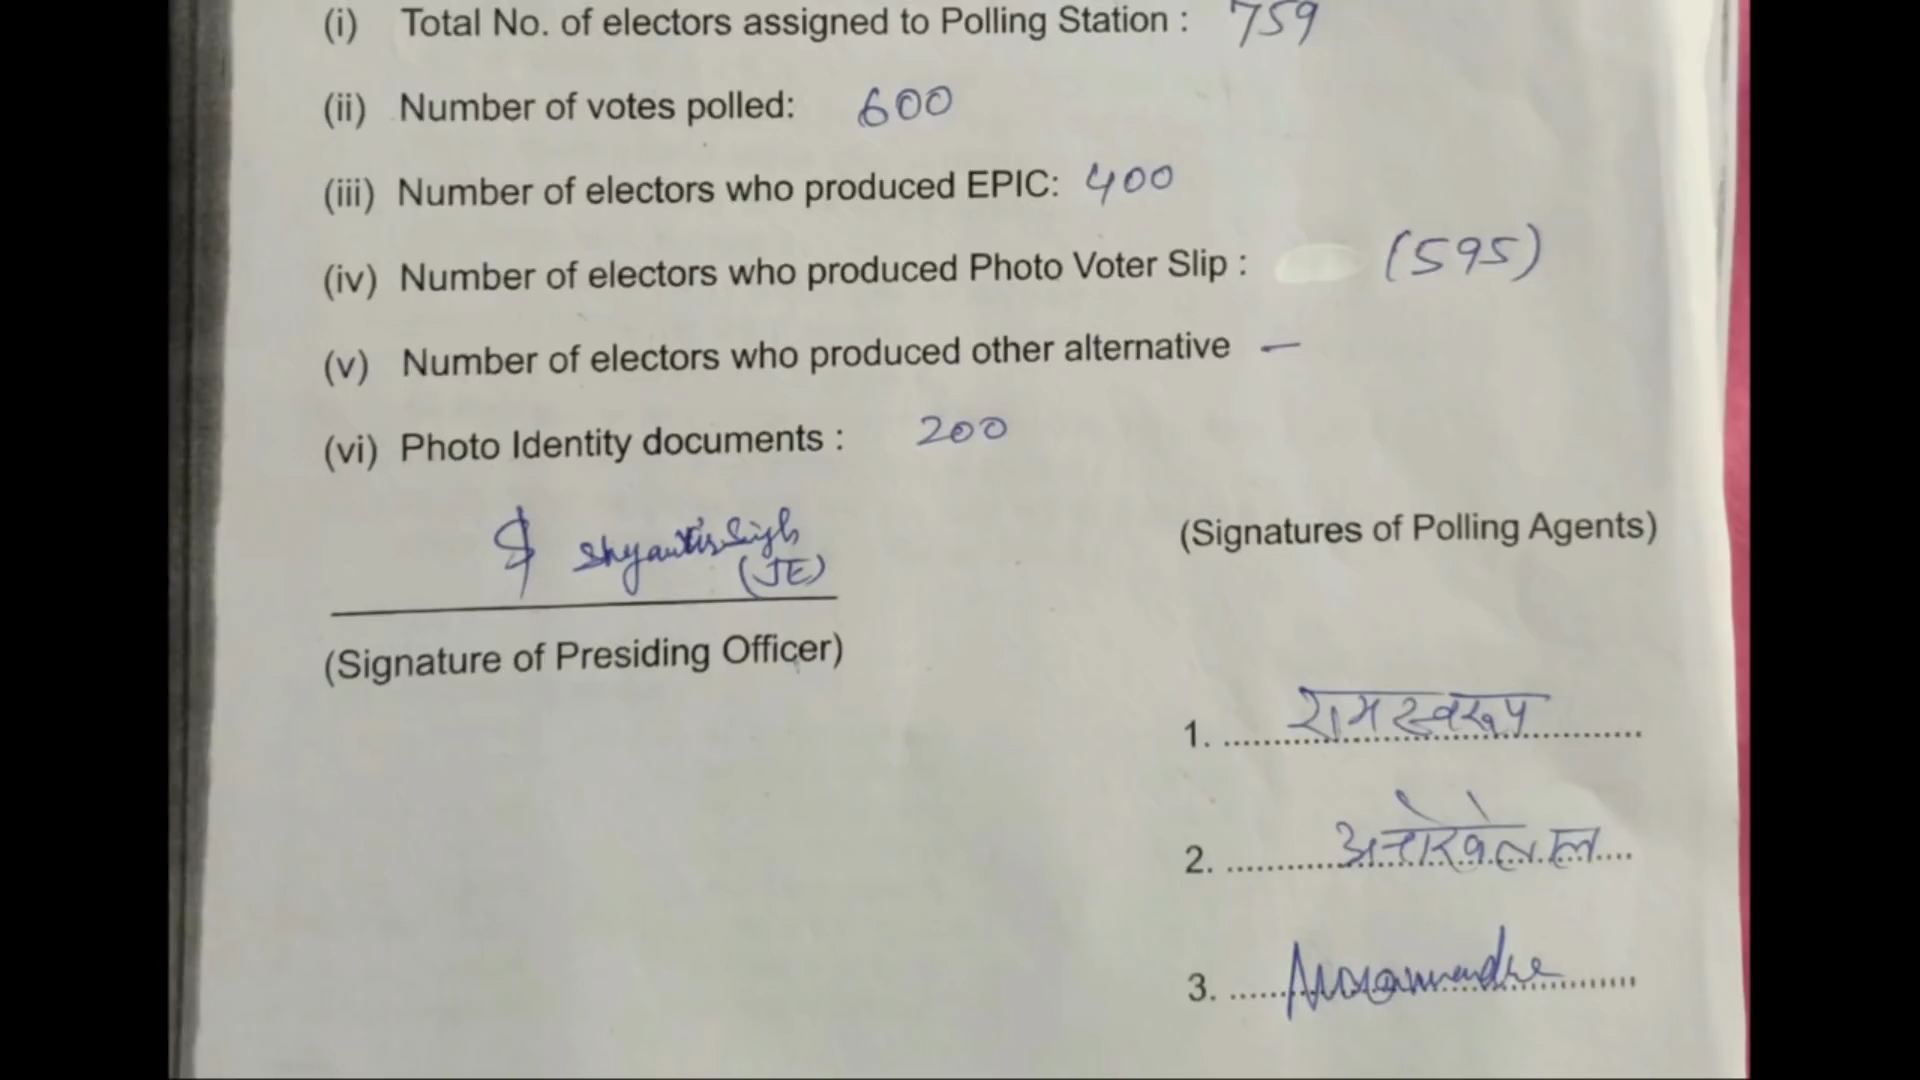 (i) Total No. of electors assigned to Polling Station : 759
(ii) Number of votes polled: 600
(iii) Number of electors who produced EPIC: 400
(iv) Number of electors who produced Photo Voter Slip : (595)
(v) Number of electors who produced other alternative —
(vi) Photo Identity documents : 200
(JE)
(Signature of Presiding Officer)
(Signatures of Polling Agents)
1. रामस्वरूप
2.
3.